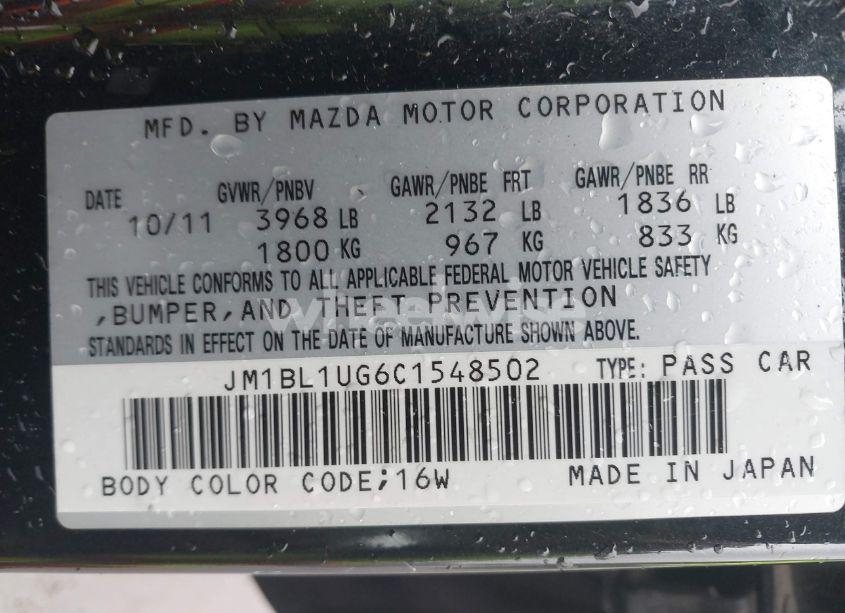 MFD. BY MAZDA MOTOR CORPORATION
DATE GVWR/PNBV GAWR/PNBE FRT GAWR/PNBE RR
10/11 3968 LB 2132 LB 1836 LB
1800 KG 967 KG 833 KG
THIS VEHICLE CONFORMS TO ALL APPLICABLE FEDERAL MOTOR VEHICLE SAFETY
,BUMPER,AND THEFT PREVENTION
wheelwise
STANDARDS IN EFFECT ON THE DATE OF MANUFACTURE SHOWN ABOVE.
JM1BL1UG6C1548502 TYPE: PASS CAR
BODY COLOR CODE;16W MADE IN JAPAN